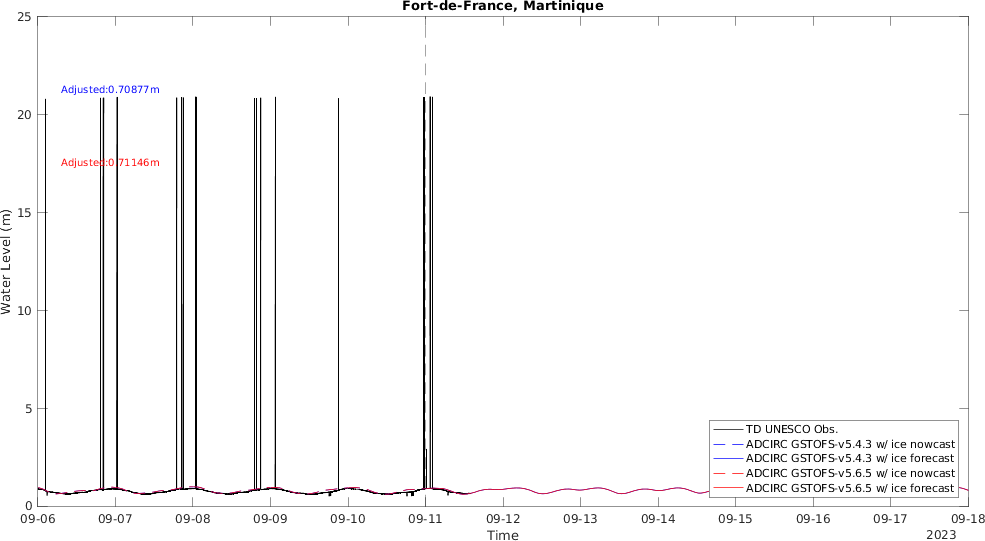 Fort-de-France, Martinique
25
20
15
10
5
0
Water Level (m)
Adjusted:0.70877m
Adjusted:0.71146m
TD UNESCO Obs.
ADCIRC GSTOFS-v5.4.3 w/ ice nowcast
ADCIRC GSTOFS-v5.4.3 w/ ice forecast
ADCIRC GSTOFS-v5.6.5 w/ ice nowcast
ADCIRC GSTOFS-v5.6.5 w/ ice forecast
09-06 09-07 09-08 09-09 09-10 09-11 09-12 09-13 09-14 09-15 09-16 09-17 09-18
Time
2023